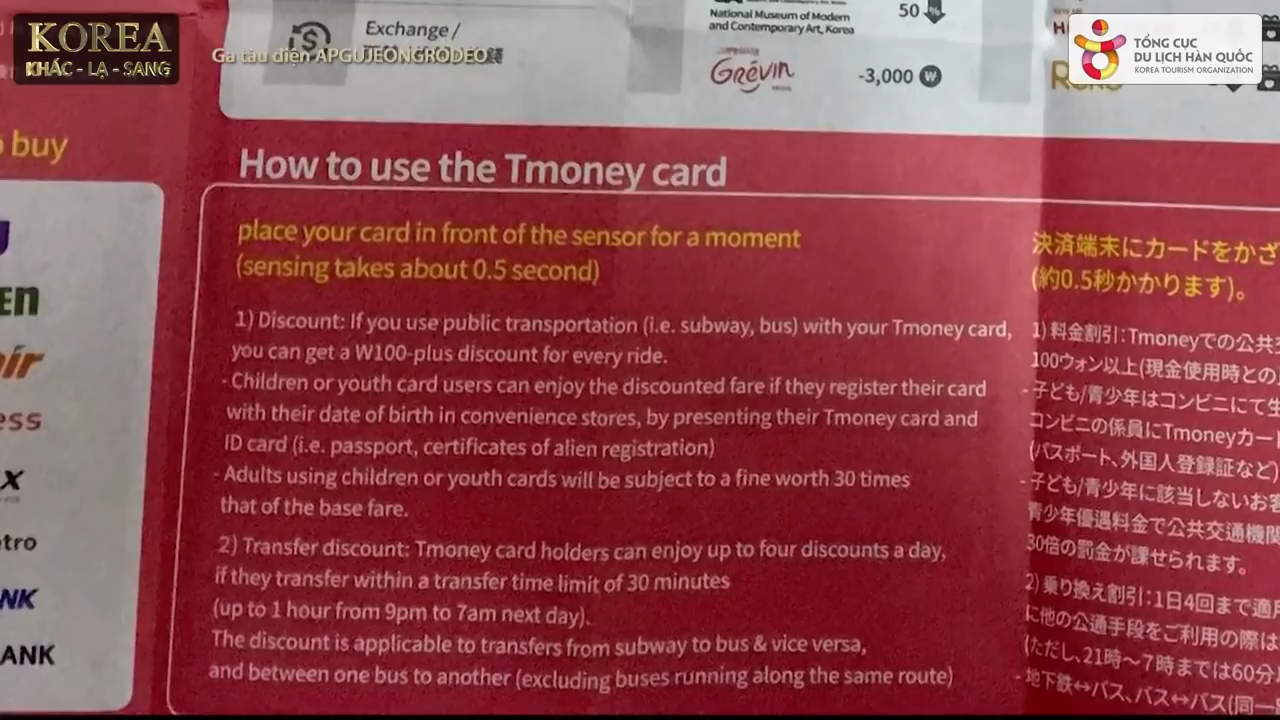 KOREA
KHÁC - LẠ - SANG
Ga tàu điện APGUJEONGRODEO
TỔNG CỤC
DU LỊCH HÀN QUỐC
KOREA TOURISM ORGANIZATION
Exchange /
National Museum of Modern
and Contemporary Art, Korea
50
Grévin
-3,000 W
buy
How to use the Tmoney card
place your card in front of the sensor for a moment
(sensing takes about 0.5 second)
1) Discount: If you use public transportation (i.e. subway, bus) with your Tmoney card,
you can get a W100-plus discount for every ride.
- Children or youth card users can enjoy the discounted fare if they register their card
with their date of birth in convenience stores, by presenting their Tmoney card and
ID card (i.e. passport, certificates of alien registration)
- Adults using children or youth cards will be subject to a fine worth 30 times
that of the base fare.
2) Transfer discount: Tmoney card holders can enjoy up to four discounts a day,
if they transfer within a transfer time limit of 30 minutes
(up to 1 hour from 9pm to 7am next day).
The discount is applicable to transfers from subway to bus & vice versa,
and between one bus to another (excluding buses running along the same route)
決済端末にカードをかざ
(約0.5秒かかります)。
1) 料金割引：Tmoneyでの公共
100ウォン以上(現金使用時との
- 子ども/青少年はコンビニにて生
コンビニの係員にTmoneyカー
(パスポート、外国人登録証など)
- 子ども/青少年に該当しないお客
青少年優遇料金で公共交通機関
30倍の罰金が課せられます。
2) 乗り換え割引：1日4回まで適用
に他の公通手段をご利用の際は
(ただし、21時～7時までは60分
- 地下鉄↔バス、バス↔バス(同一